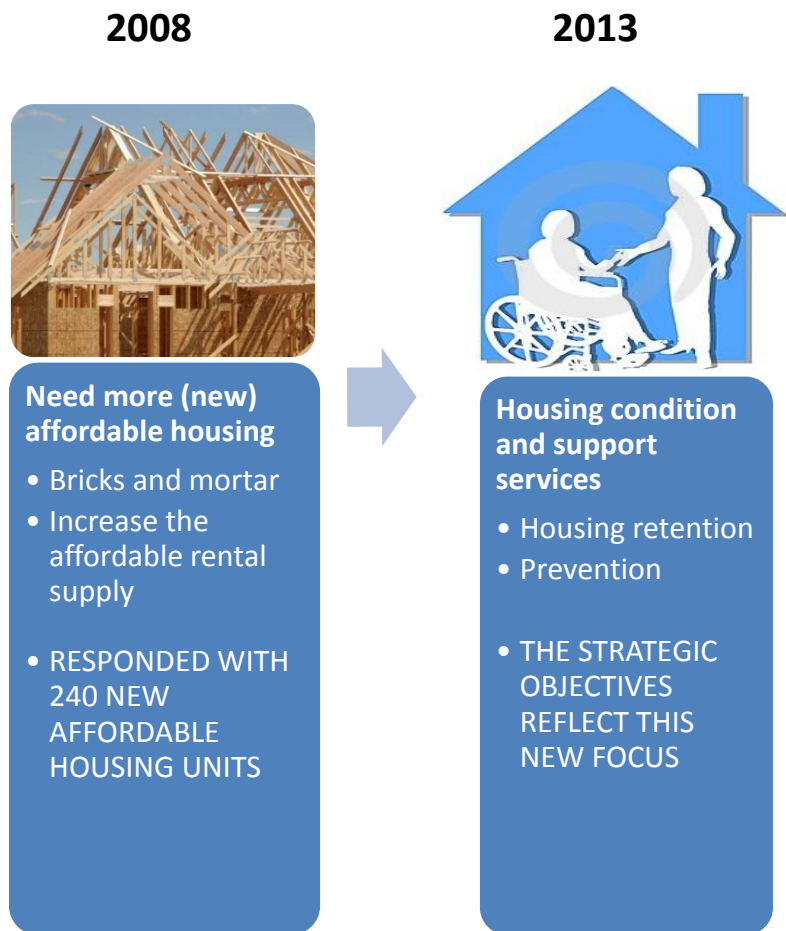 2008
2013
Need more (new)
affordable housing
• Bricks and mortar
• Increase the
affordable rental
supply
• RESPONDED WITH
240 NEW
AFFORDABLE
HOUSING UNITS
Housing condition
and support
services
• Housing retention
• Prevention
• THE STRATEGIC
OBJECTIVES
REFLECT THIS
NEW FOCUS